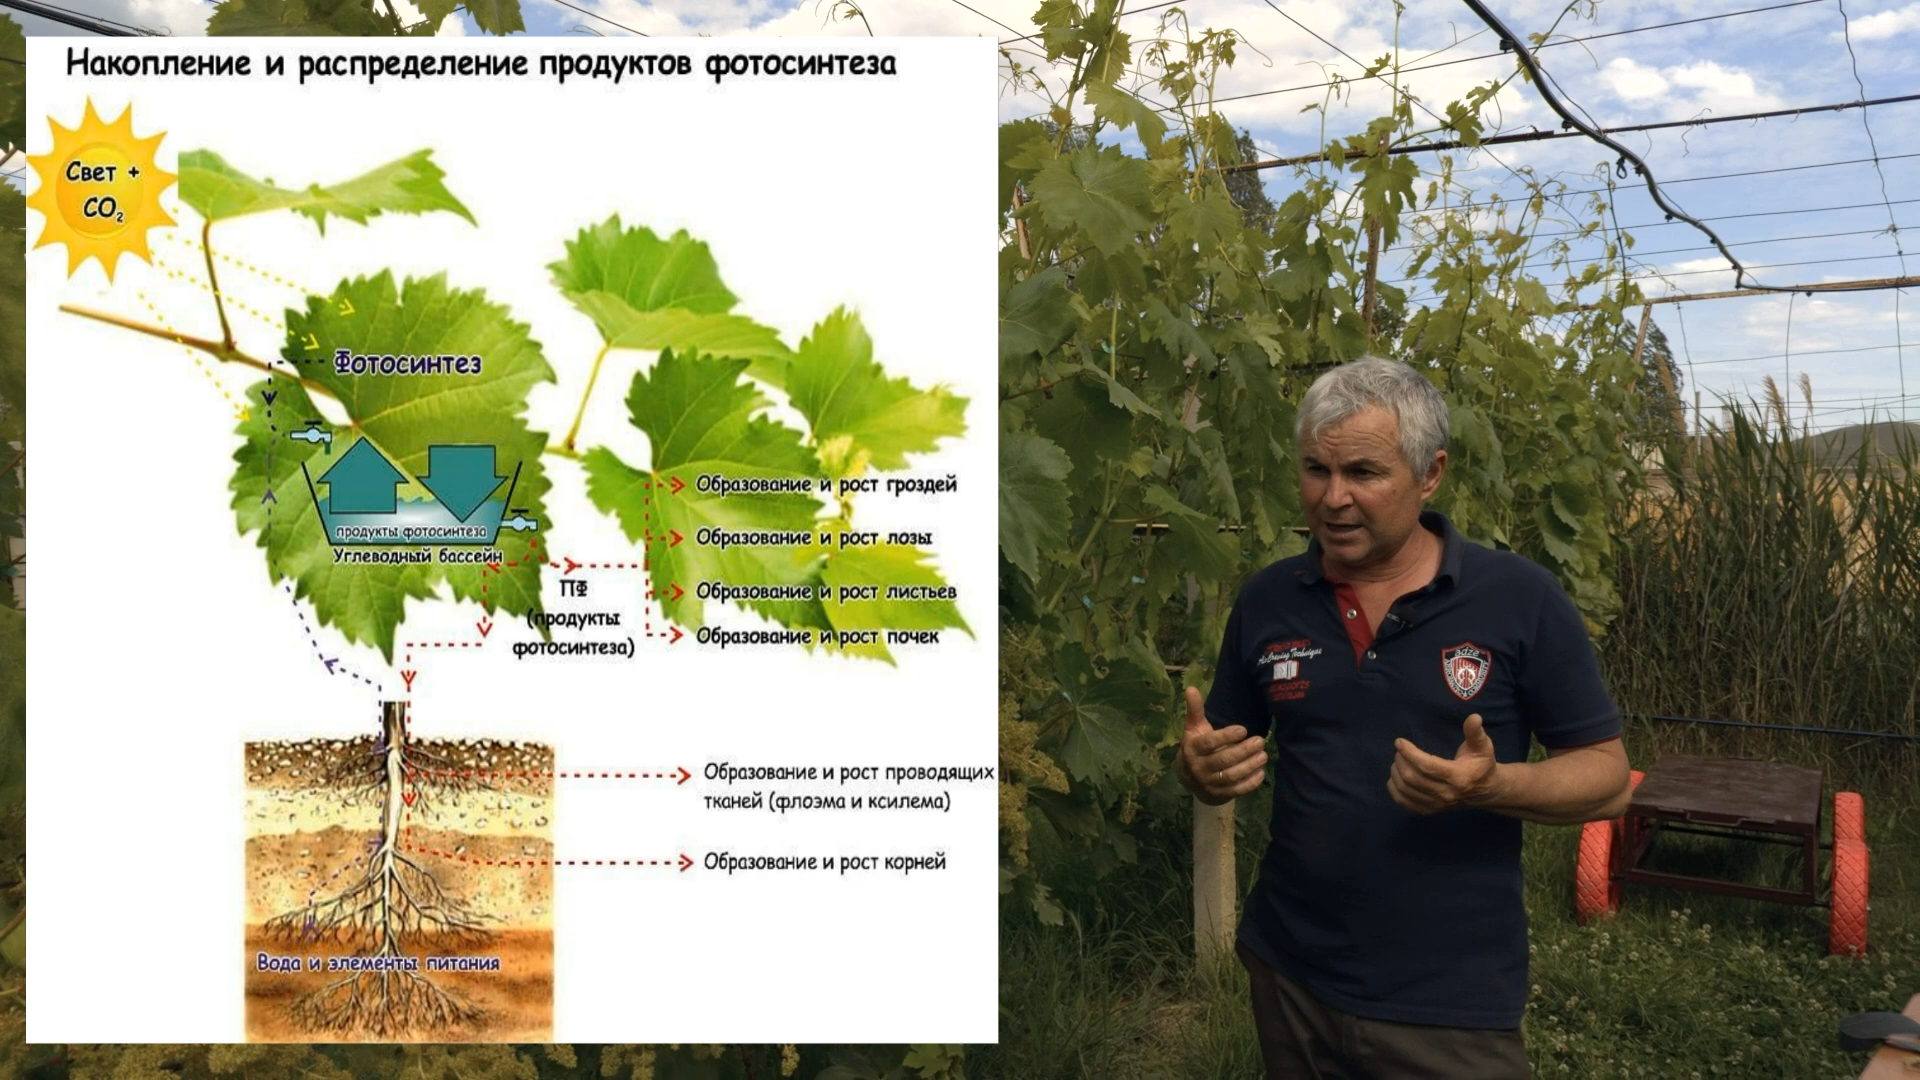 Накопление и распределение продуктов фотосинтеза
Свет +
CO₂
Фотосинтез
продукты фотосинтеза
Углеводный бассейн
ПФ
(продукты
фотосинтеза)
Образование и рост гроздей
Образование и рост лозы
Образование и рост листьев
Образование и рост почек
Образование и рост проводящих
тканей (флоэма и ксилема)
Образование и рост корней
Вода и элементы питания
adze